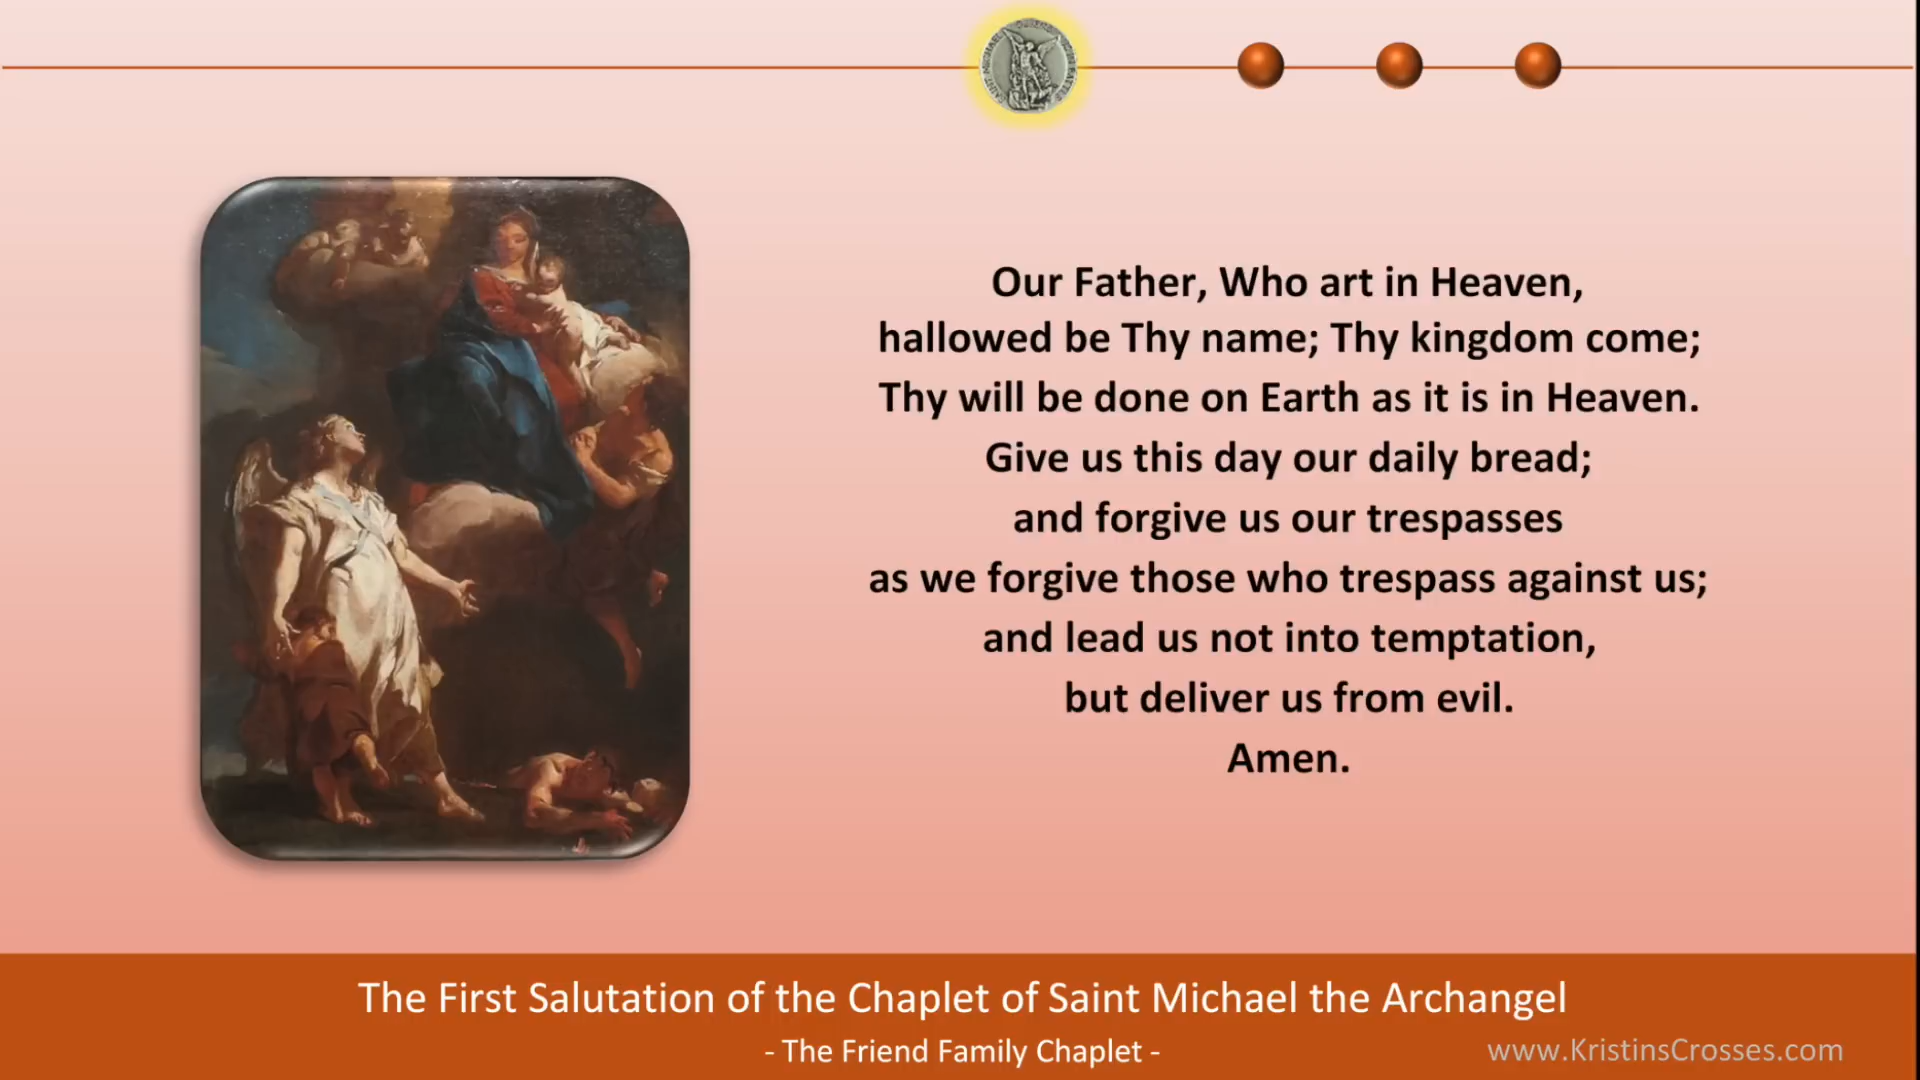 Our Father, Who art in Heaven,
hallowed be Thy name; Thy kingdom come;
Thy will be done on Earth as it is in Heaven.
Give us this day our daily bread;
and forgive us our trespasses
as we forgive those who trespass against us;
and lead us not into temptation,
but deliver us from evil.
Amen.
The First Salutation of the Chaplet of Saint Michael the Archangel
- The Friend Family Chaplet -
www.KristinsCrosses.com